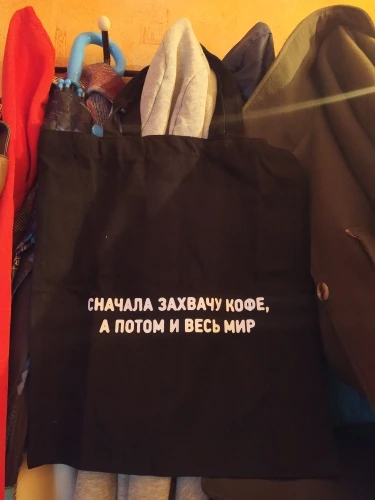 СНАЧАЛА ЗАХВАЧУ КОФЕ,
А ПОТОМ И ВЕСЬ МИР